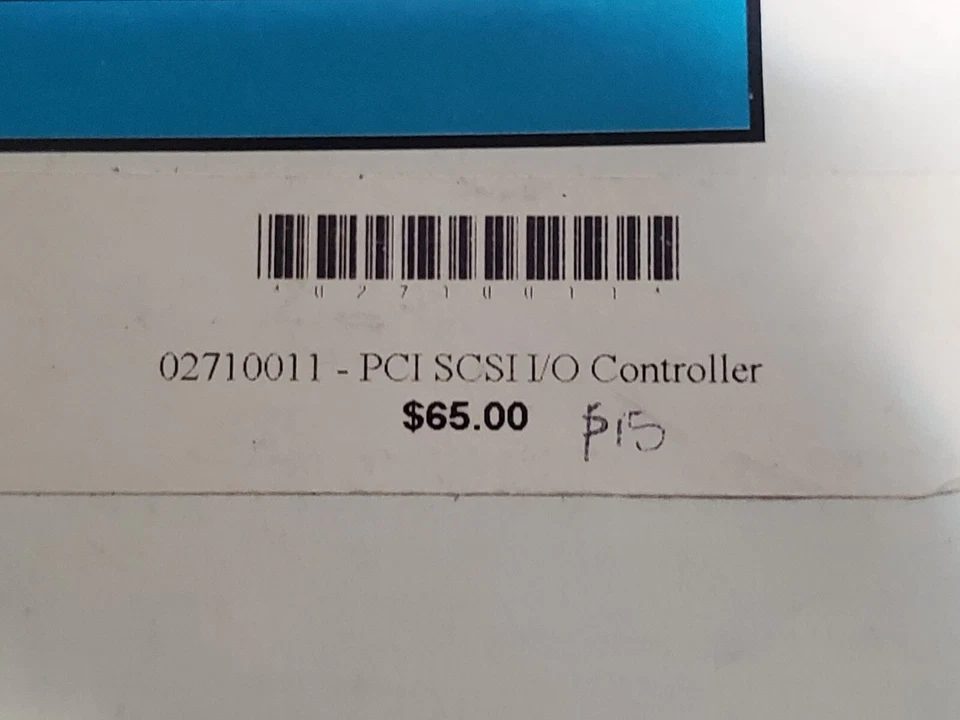 *02710011*
02710011 - PCI SCSI I/O Controller
$65.00 $15